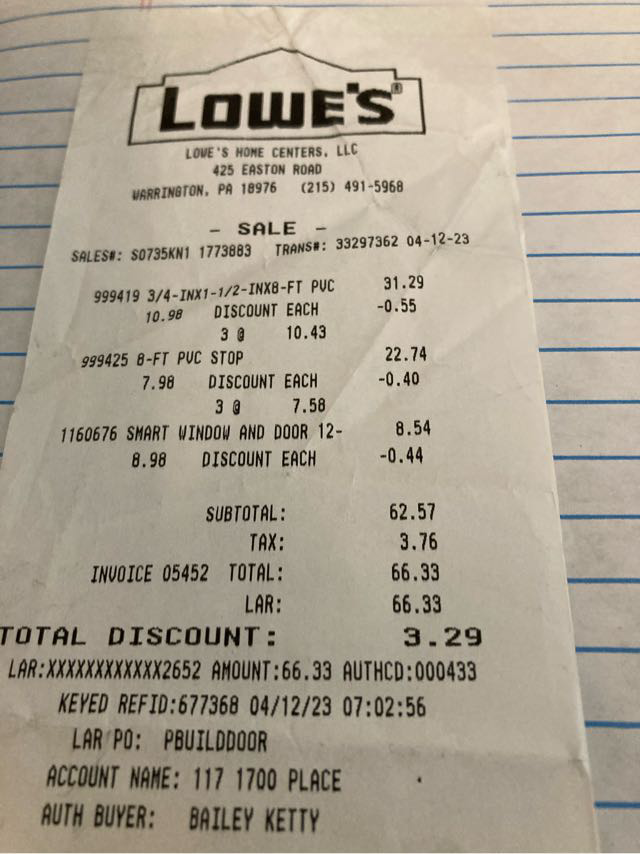 LOWE'S®
LOWE'S HOME CENTERS, LLC
425 EASTON ROAD
WARRINGTON, PA 18976 (215) 491-5968
- SALE -
SALES#: S0735KN1 1773883 TRANS#: 33297362 04-12-23
999419 3/4-INX1-1/2-INX8-FT PVC 31.29
10.98 DISCOUNT EACH -0.55
3 @ 10.43
999425 8-FT PVC STOP 22.74
7.98 DISCOUNT EACH -0.40
3 @ 7.58
1160676 SMART WINDOW AND DOOR 12- 8.54
8.98 DISCOUNT EACH -0.44
SUBTOTAL: 62.57
TAX: 3.76
INVOICE 05452 TOTAL: 66.33
LAR: 66.33
TOTAL DISCOUNT: 3.29
LAR:XXXXXXXXXXXX2652 AMOUNT:66.33 AUTHCD:000433
KEYED REFID:677368 04/12/23 07:02:56
LAR PO: PBUILDDOOR
ACCOUNT NAME: 117 1700 PLACE
AUTH BUYER: BAILEY KETTY